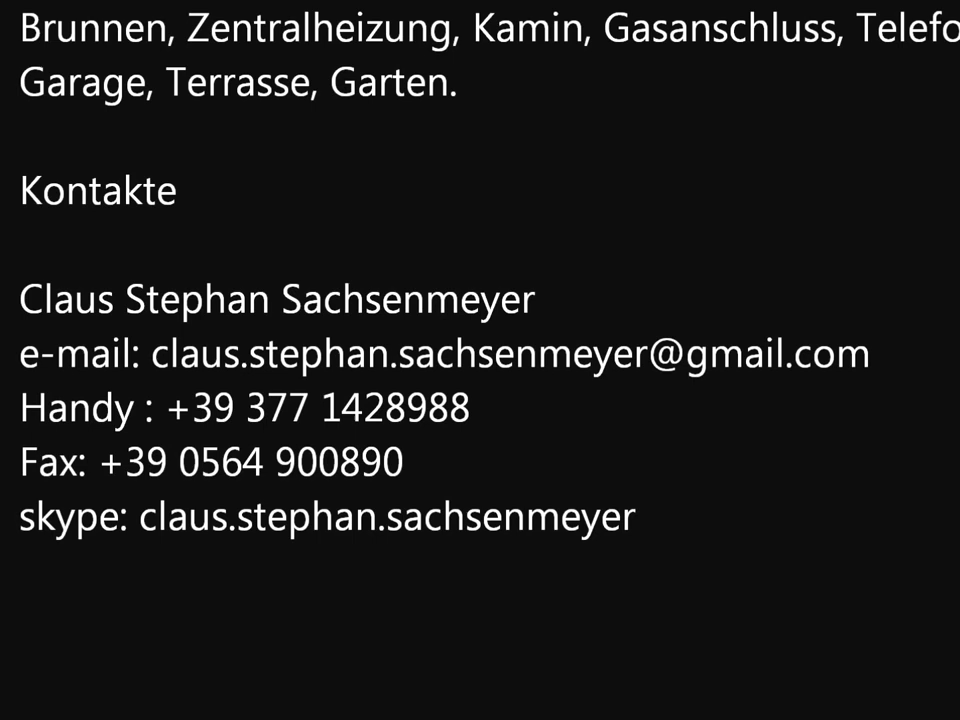 Brunnen, Zentralheizung, Kamin, Gasanschluss, Telefo
Garage, Terrasse, Garten.
Kontakte
Claus Stephan Sachsenmeyer
e-mail: claus.stephan.sachsenmeyer@gmail.com
Handy : +39 377 1428988
Fax: +39 0564 900890
skype: claus.stephan.sachsenmeyer